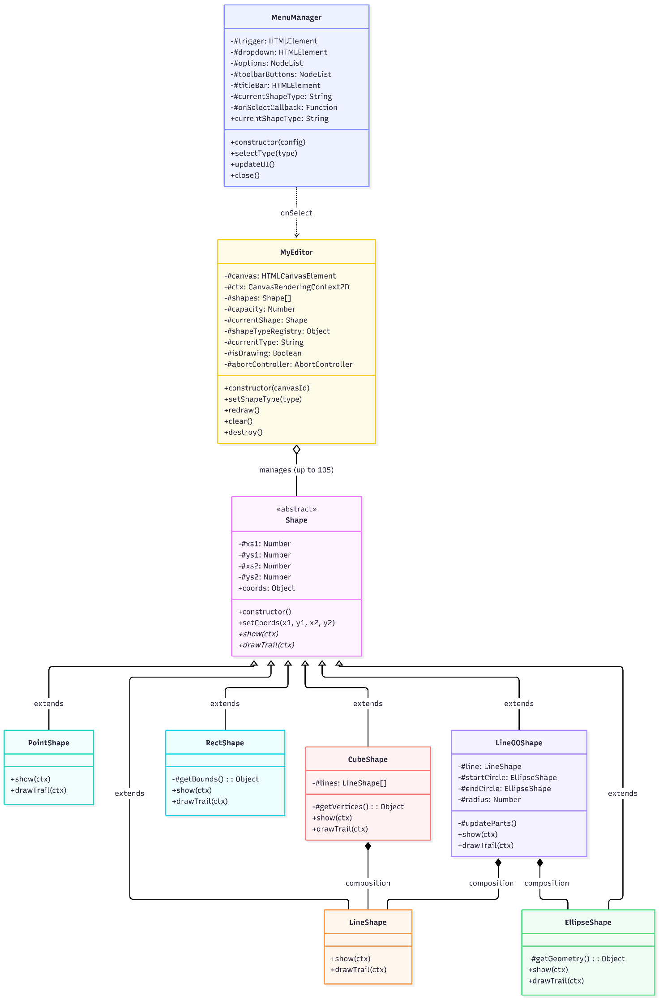 MenuManager
-#trigger: HTMLElement
-#dropdown: HTMLElement
-#options: NodeList
-#toolbarButtons: NodeList
-#titleBar: HTMLElement
-#currentShapeType: String
-#onSelectCallback: Function
+currentShapeType: String
+constructor(config)
+selectType(type)
+updateUI()
+close()
onSelect
MyEditor
-#canvas: HTMLCanvasElement
-#ctx: CanvasRenderingContext2D
-#shapes: Shape[]
-#capacity: Number
-#currentShape: Shape
-#shapeTypeRegistry: Object
-#currentType: String
-#isDrawing: Boolean
-#abortController: AbortController
+constructor(canvasId)
+setShapeType(type)
+redraw()
+clear()
+destroy()
manages (up to 105)
«abstract»
Shape
-#xs1: Number
-#ys1: Number
-#xs2: Number
-#ys2: Number
+coords: Object
+constructor()
+setCoords(x1, y1, x2, y2)
+show(ctx)
+drawTrail(ctx)
extends
extends
extends
extends
extends
extends
PointShape
+show(ctx)
+drawTrail(ctx)
RectShape
-#getBounds() : : Object
+show(ctx)
+drawTrail(ctx)
CubeShape
-#lines: LineShape[]
-#getVertices() : : Object
+show(ctx)
+drawTrail(ctx)
LineOOShape
-#line: LineShape
-#startCircle: EllipseShape
-#endCircle: EllipseShape
-#radius: Number
-#updateParts()
+show(ctx)
+drawTrail(ctx)
composition
composition
composition
LineShape
+show(ctx)
+drawTrail(ctx)
EllipseShape
-#getGeometry() : : Object
+show(ctx)
+drawTrail(ctx)